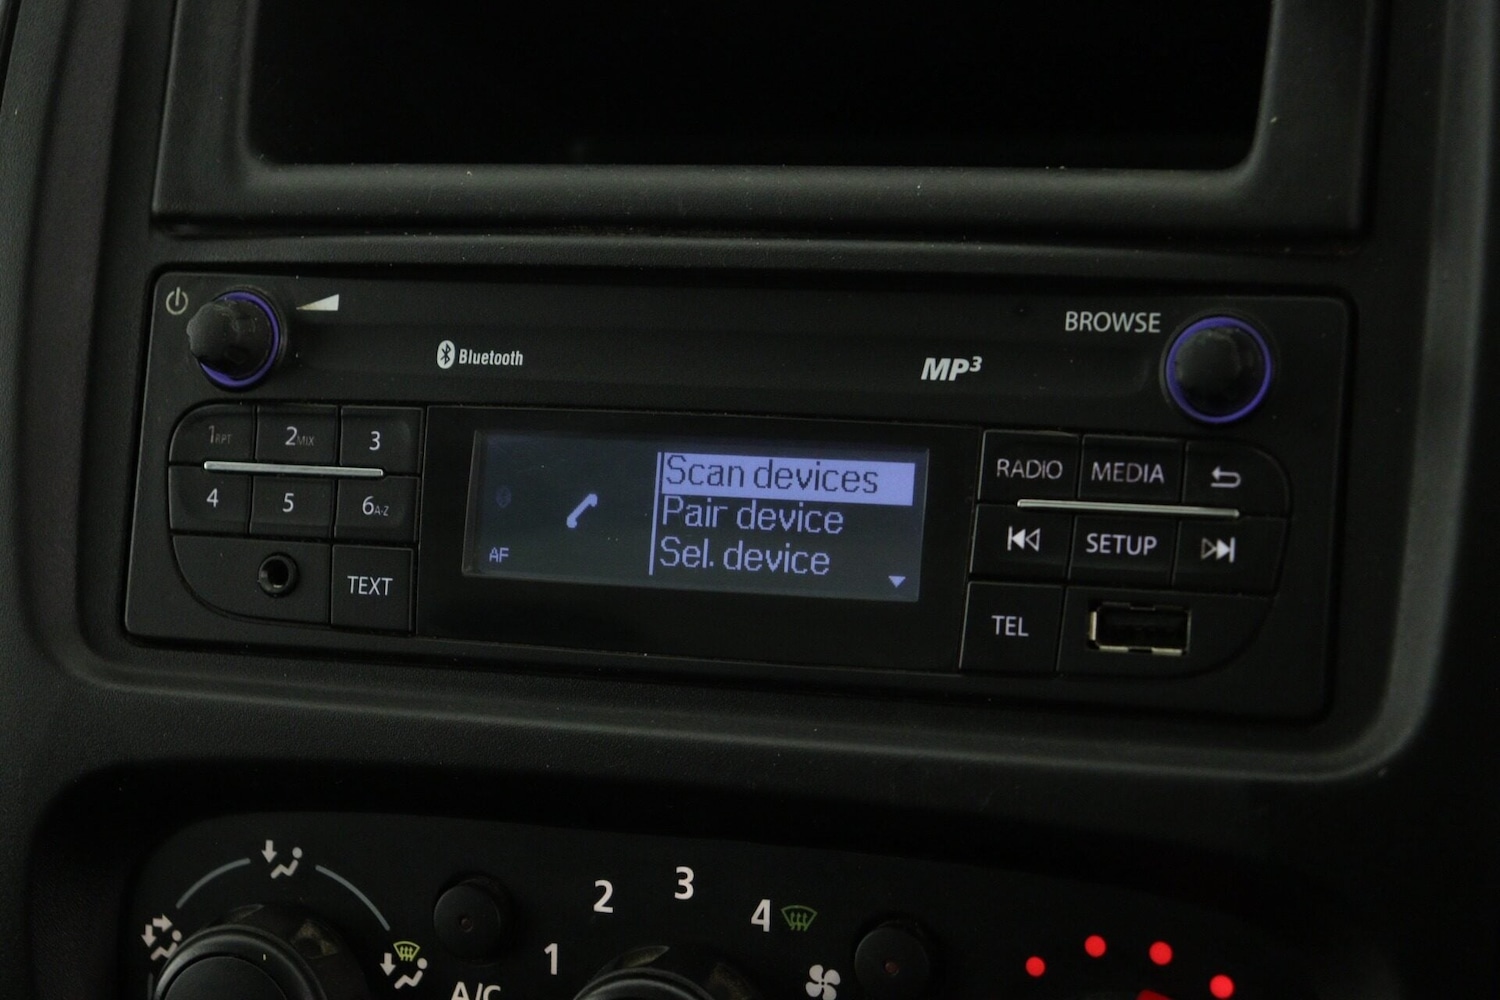 BROWSE
Bluetooth
MP3
1RPT 2MIX 3
4 5 6A-Z
TEXT
Scan devices
Pair device
Sel. device
AF
RADIO MEDIA
SETUP
TEL
1 2 3 4
A/C